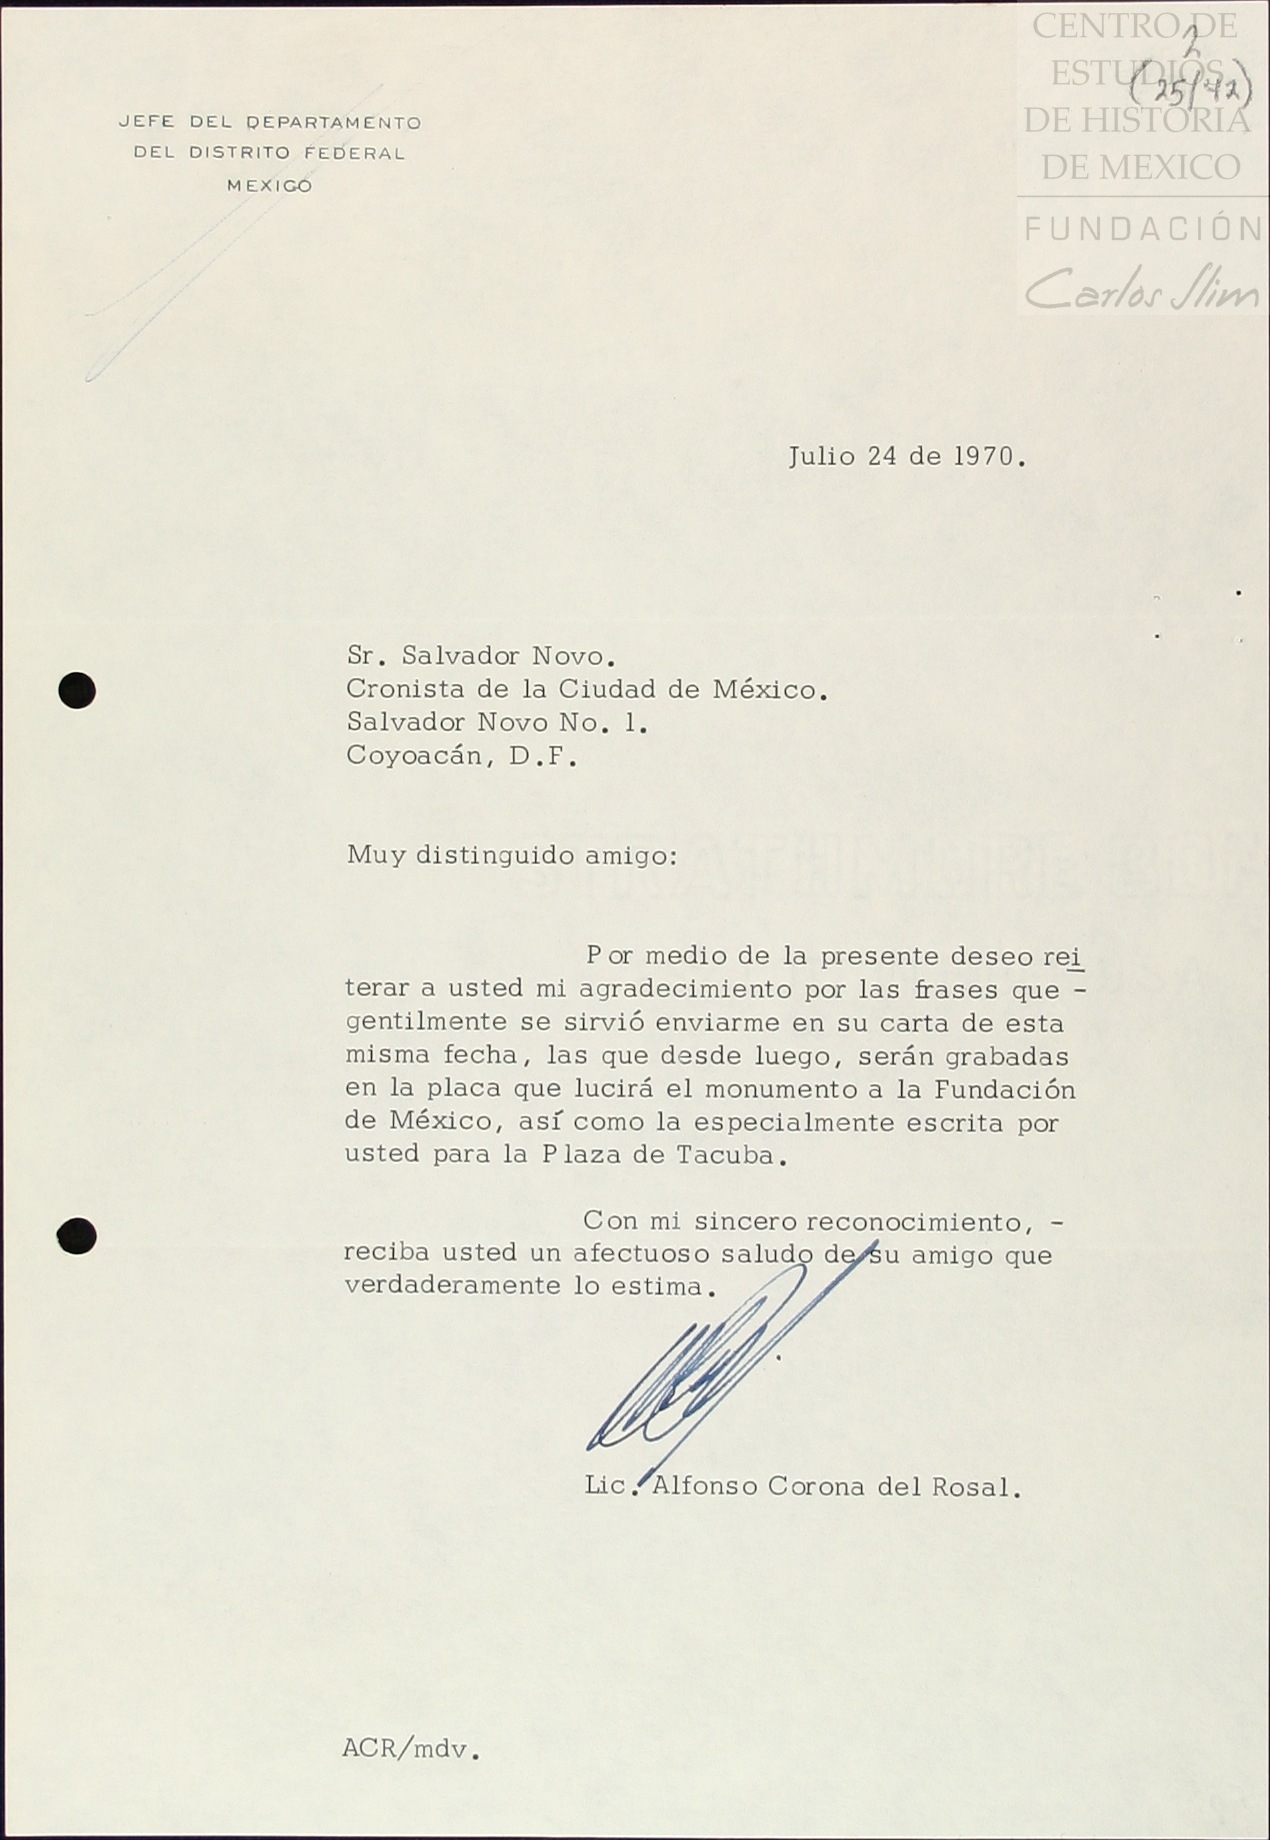 CENTRO DE
ESTUDIOS
DE HISTORIA
DE MEXICO
FUNDACIÓN
Carlos Slim
2
(25/42)
JEFE DEL DEPARTAMENTO
DEL DISTRITO FEDERAL
MEXICO
Julio 24 de 1970.
Sr. Salvador Novo.
Cronista de la Ciudad de México.
Salvador Novo No. 1.
Coyoacán, D.F.
Muy distinguido amigo:
Por medio de la presente deseo rei
terar a usted mi agradecimiento por las frases que -
gentilmente se sirvió enviarme en su carta de esta
misma fecha, las que desde luego, serán grabadas
en la placa que lucirá el monumento a la Fundación
de México, así como la especialmente escrita por
usted para la Plaza de Tacuba.
Con mi sincero reconocimiento, -
reciba usted un afectuoso saludo de su amigo que
verdaderamente lo estima.
Lic. Alfonso Corona del Rosal.
ACR/mdv.